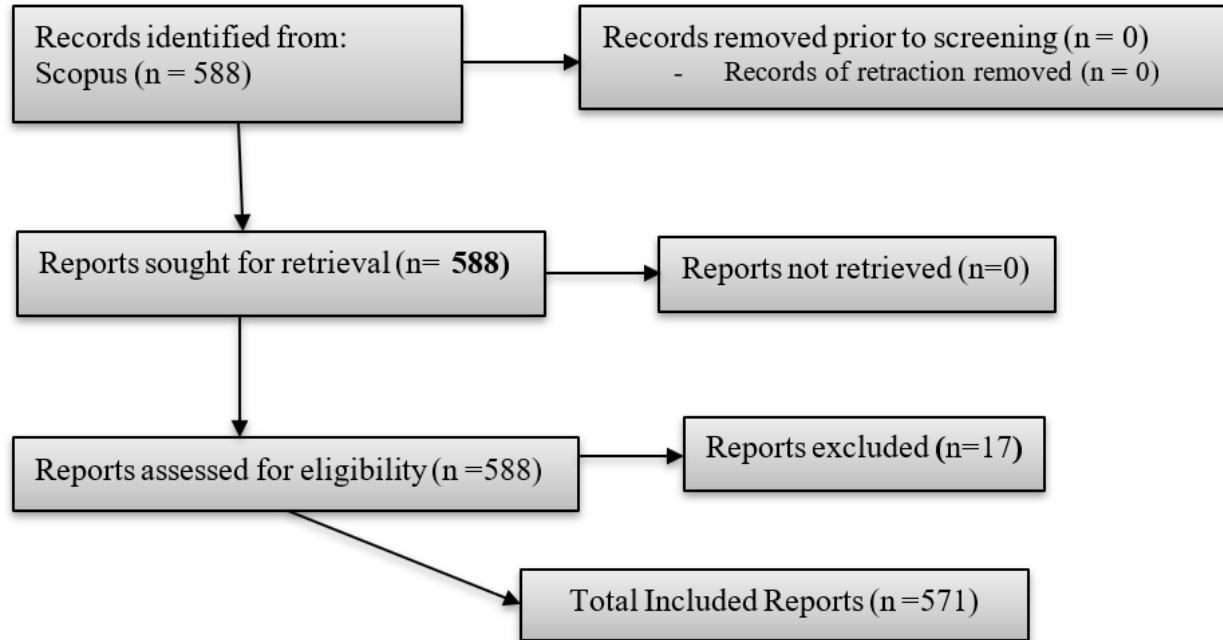 Records identified from:
Scopus (n = 588)
Records removed prior to screening (n = 0)
- Records of retraction removed (n = 0)
Reports sought for retrieval (n= 588)
Reports not retrieved (n=0)
Reports assessed for eligibility (n =588)
Reports excluded (n=17)
Total Included Reports (n =571)